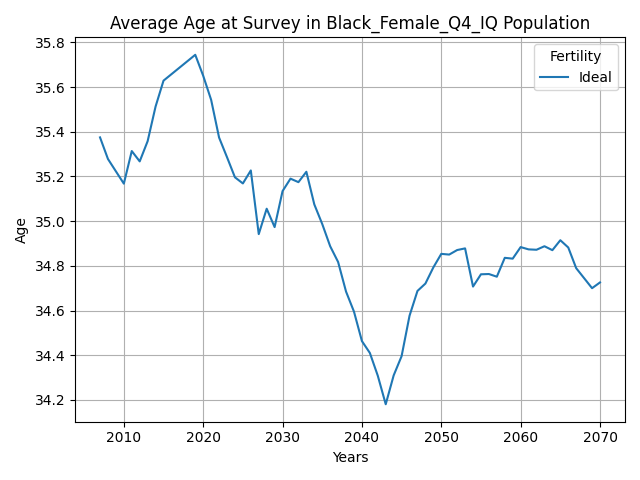 Average Age at Survey in Black_Female_Q4_IQ Population
Fertility
Ideal
Age
35.8
35.6
35.4
35.2
35.0
34.8
34.6
34.4
34.2
2010 2020 2030 2040 2050 2060 2070
Years